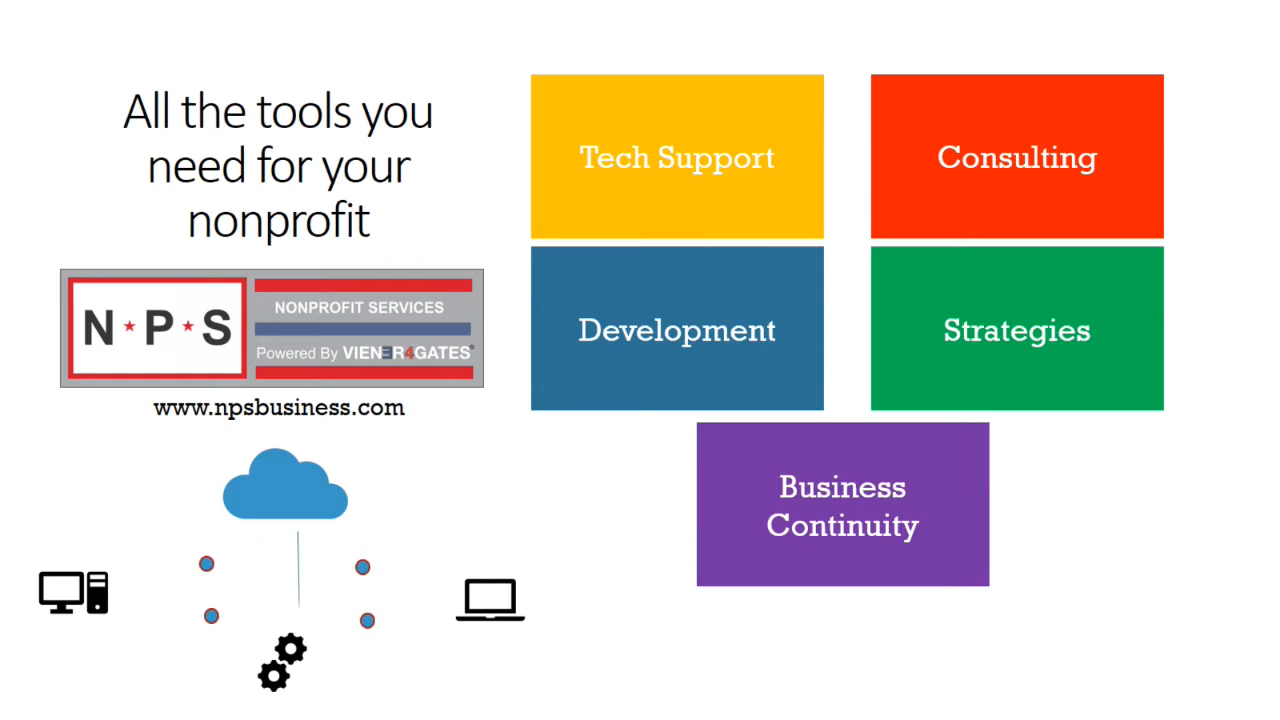 All the tools you
need for your
nonprofit
N★P★S
NONPROFIT SERVICES
Powered By VIENER4GATES®
www.npsbusiness.com
Tech Support
Consulting
Development
Strategies
Business
Continuity